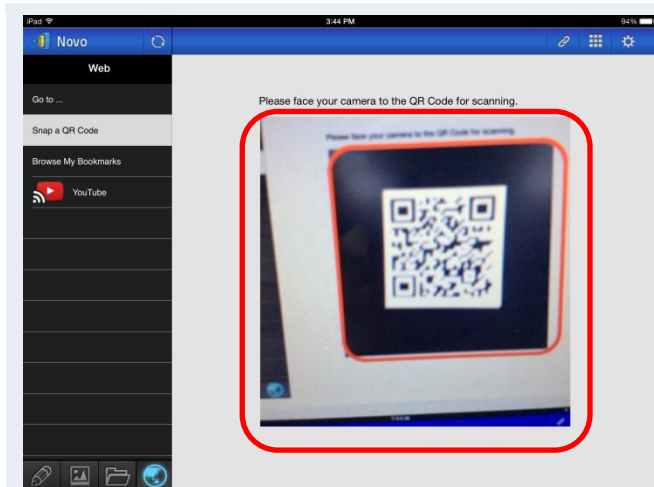 iPad
3:44 PM
94%
Novo
Web
Go to ...
Snap a QR Code
Browse My Bookmarks
YouTube
Please face your camera to the QR Code for scanning.
Please face your camera to the QR Code for scanning.